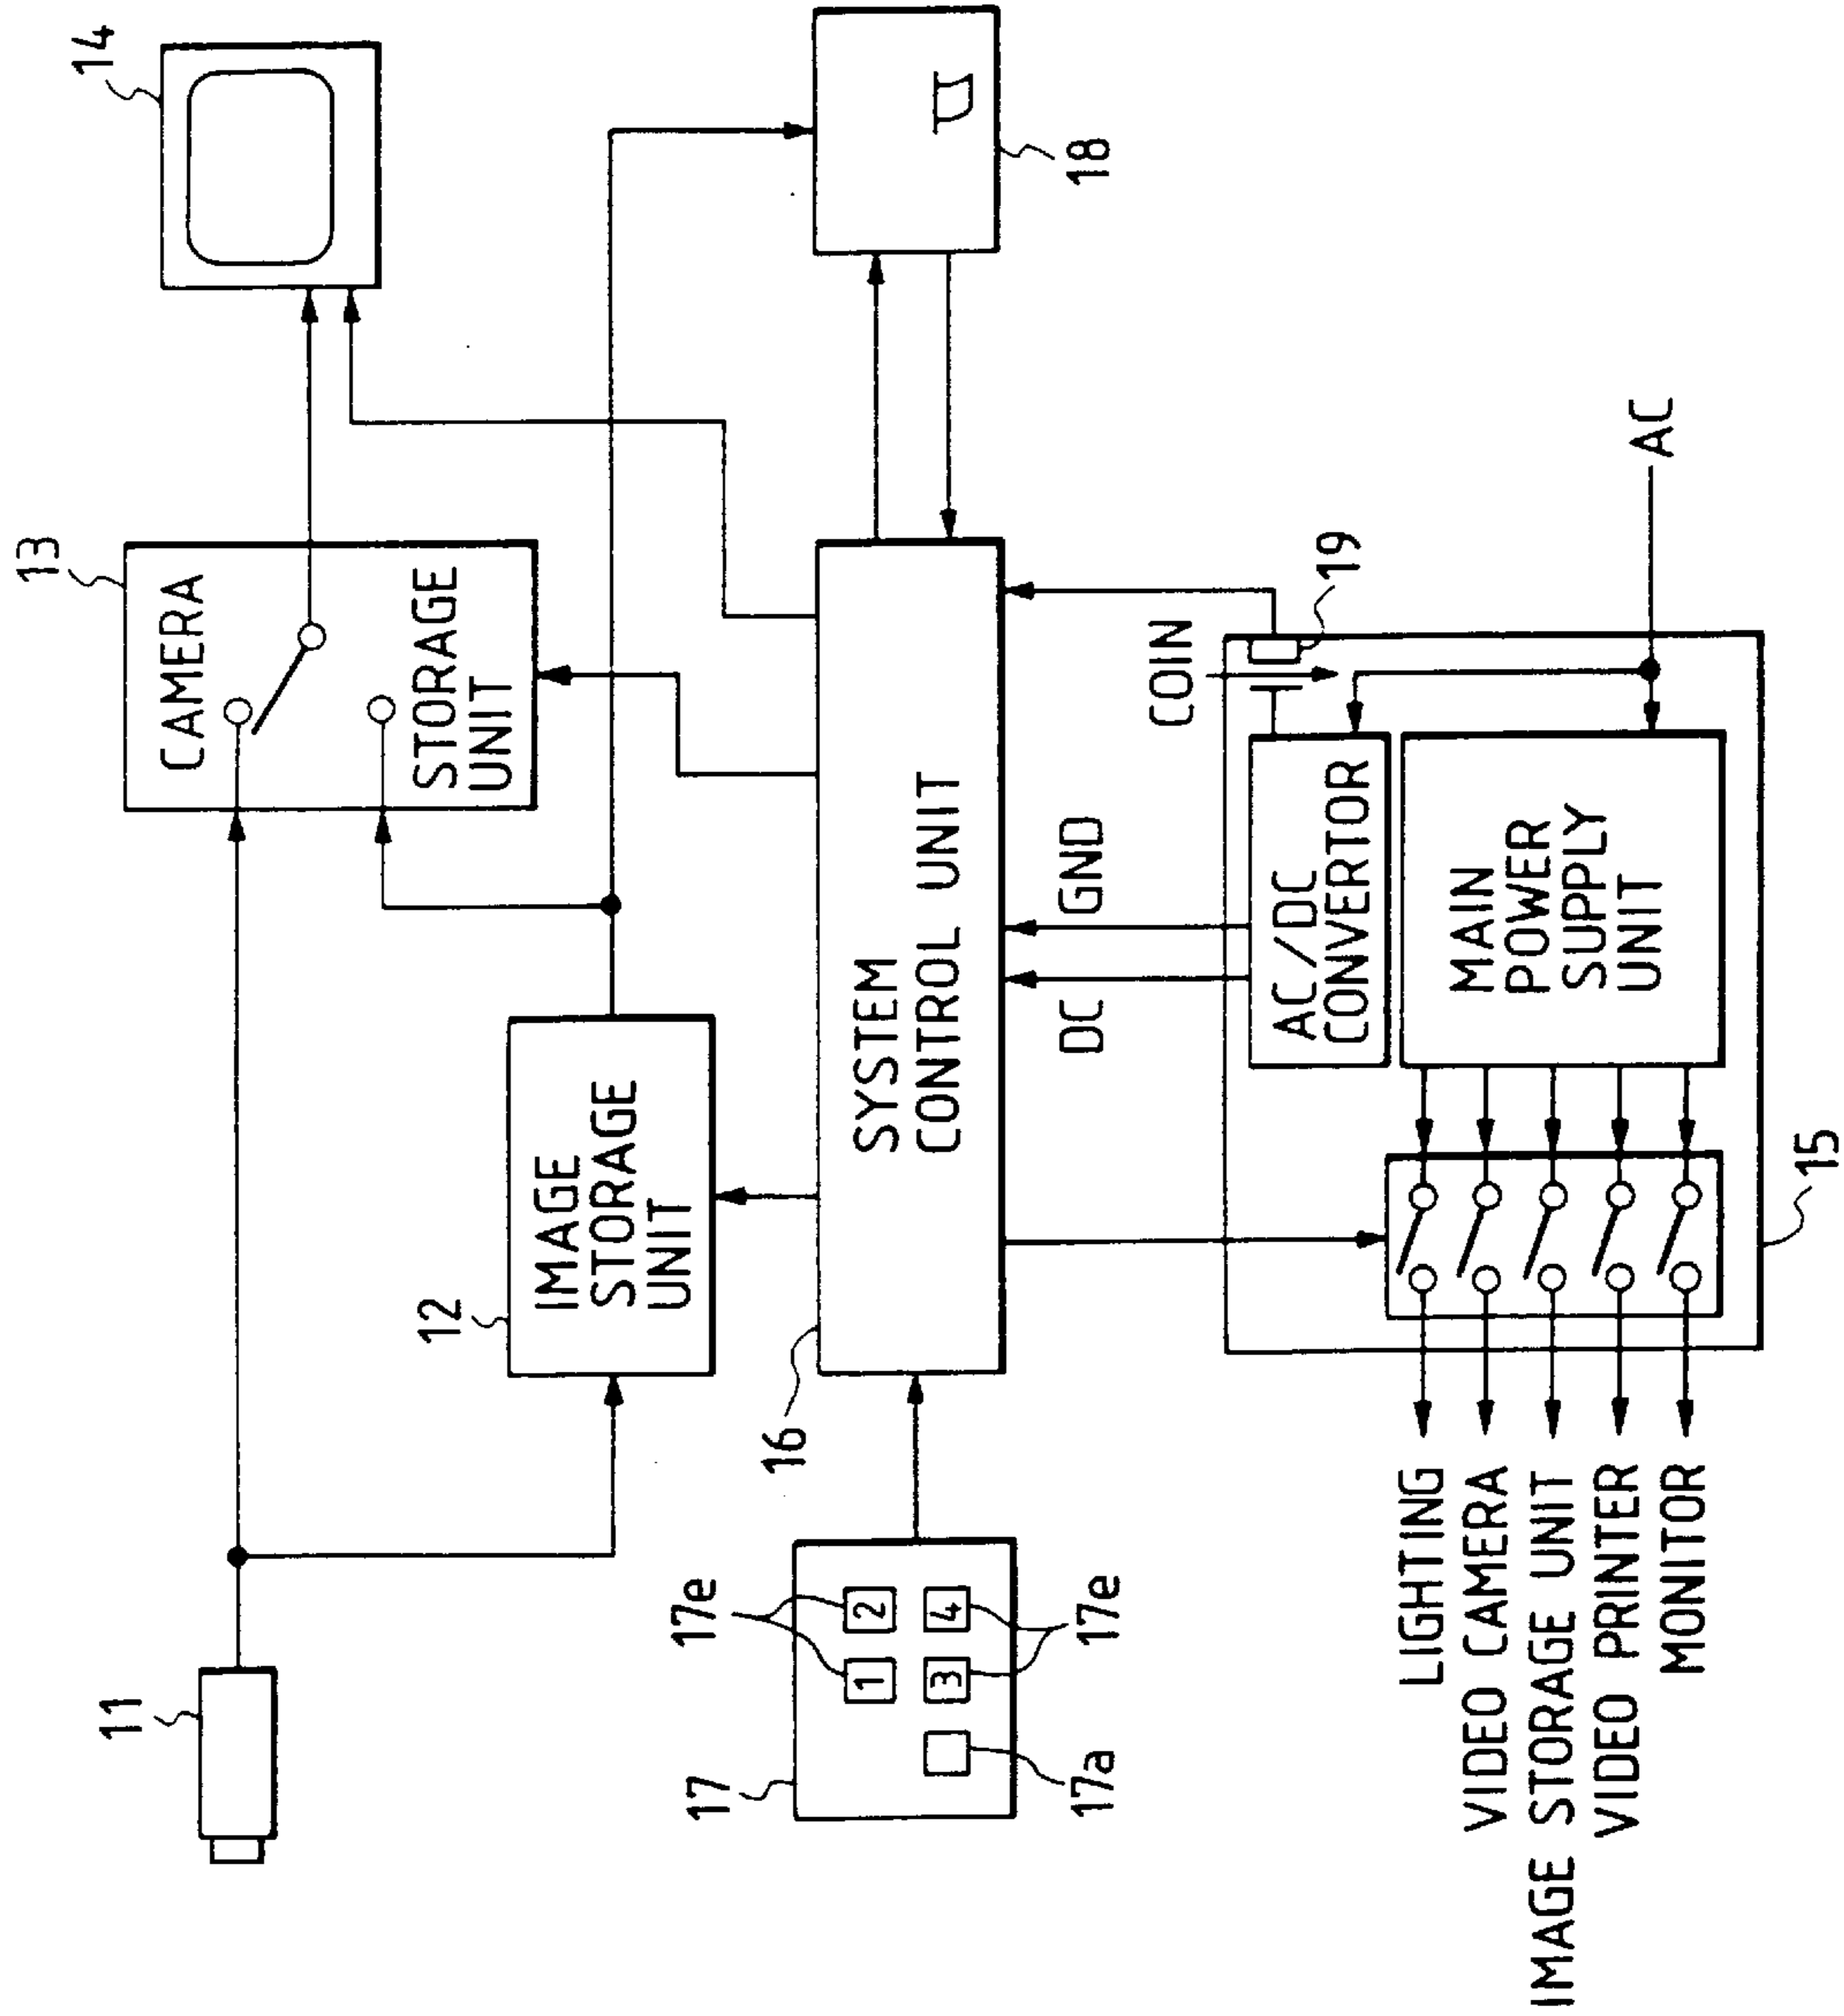 11
13
14
CAMERA
STORAGE
UNIT
12
IMAGE
STORAGE
UNIT
17e
17
1
2
3
4
17a
17e
16
SYSTEM
CONTROL UNIT
18
DC
GND
COIN
19
AC/DC
CONVERTOR
AC
MAIN
POWER
SUPPLY
UNIT
15
LIGHTING
VIDEO CAMERA
IMAGE STORAGE UNIT
VIDEO PRINTER
MONITOR